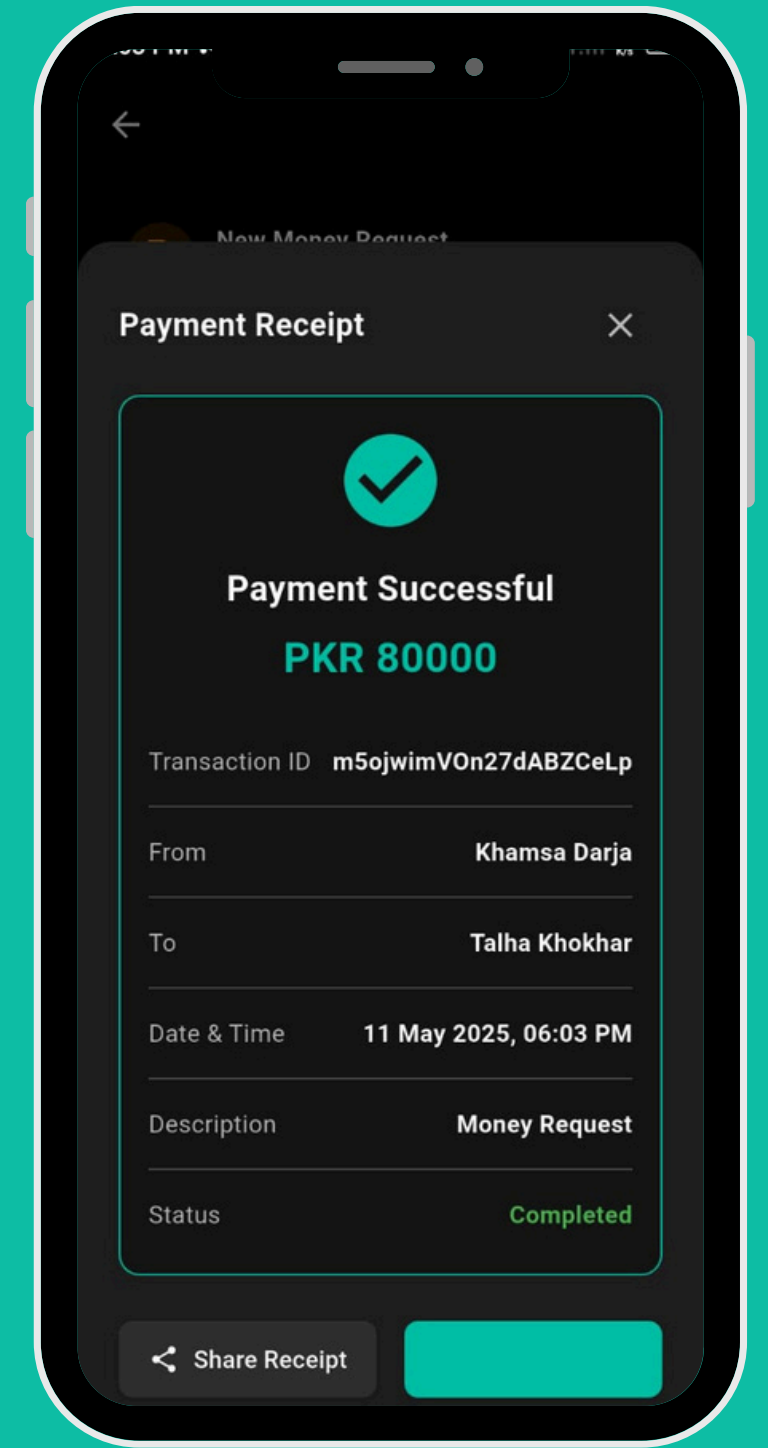 New Money Request
Payment Receipt
Payment Successful
PKR 80000
Transaction ID m5ojwimVOn27dABZCeLp
From Khamsa Darja
To Talha Khokhar
Date & Time 11 May 2025, 06:03 PM
Description Money Request
Status Completed
Share Receipt